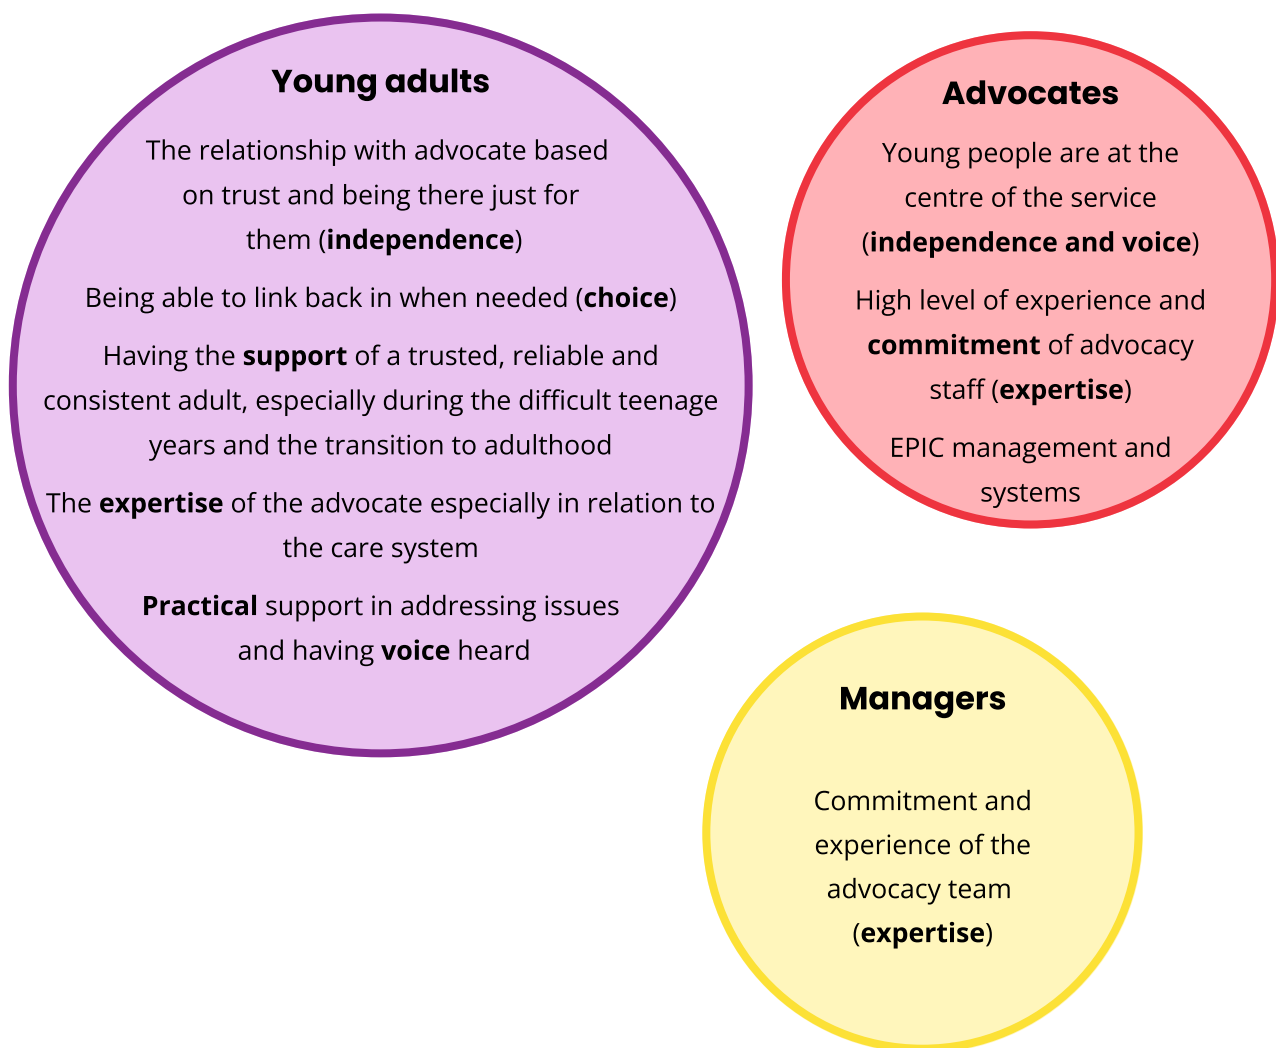 Young adults
The relationship with advocate based
on trust and being there just for
them (independence)
Being able to link back in when needed (choice)
Having the support of a trusted, reliable and
consistent adult, especially during the difficult teenage
years and the transition to adulthood
The expertise of the advocate especially in relation to
the care system
Practical support in addressing issues
and having voice heard
Advocates
Young people are at the
centre of the service
(independence and voice)
High level of experience and
commitment of advocacy
staff (expertise)
EPIC management and
systems
Managers
Commitment and
experience of the
advocacy team
(expertise)